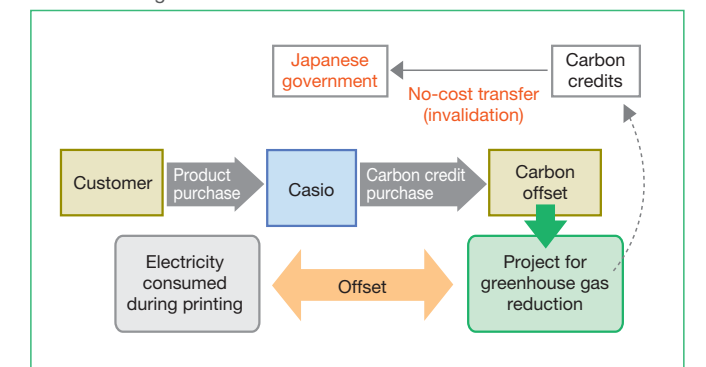 Japanese
government
Carbon
credits
No-cost transfer
(invalidation)
Customer
Product
purchase
Casio
Carbon credit
purchase
Carbon
offset
Electricity
consumed
during printing
Offset
Project for
greenhouse gas
reduction